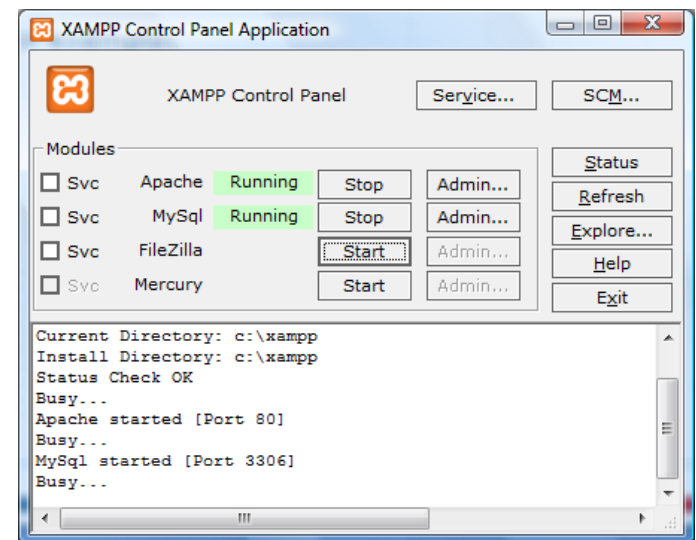 XAMPP Control Panel Application
XAMPP Control Panel Service... SCM...
Modules
Svc Apache Running Stop Admin...
Svc MySql Running Stop Admin...
Svc FileZilla Start Admin...
Svc Mercury Start Admin...
Status
Refresh
Explore...
Help
Exit
Current Directory: c:\xampp
Install Directory: c:\xampp
Status Check OK
Busy...
Apache started [Port 80]
Busy...
MySql started [Port 3306]
Busy...